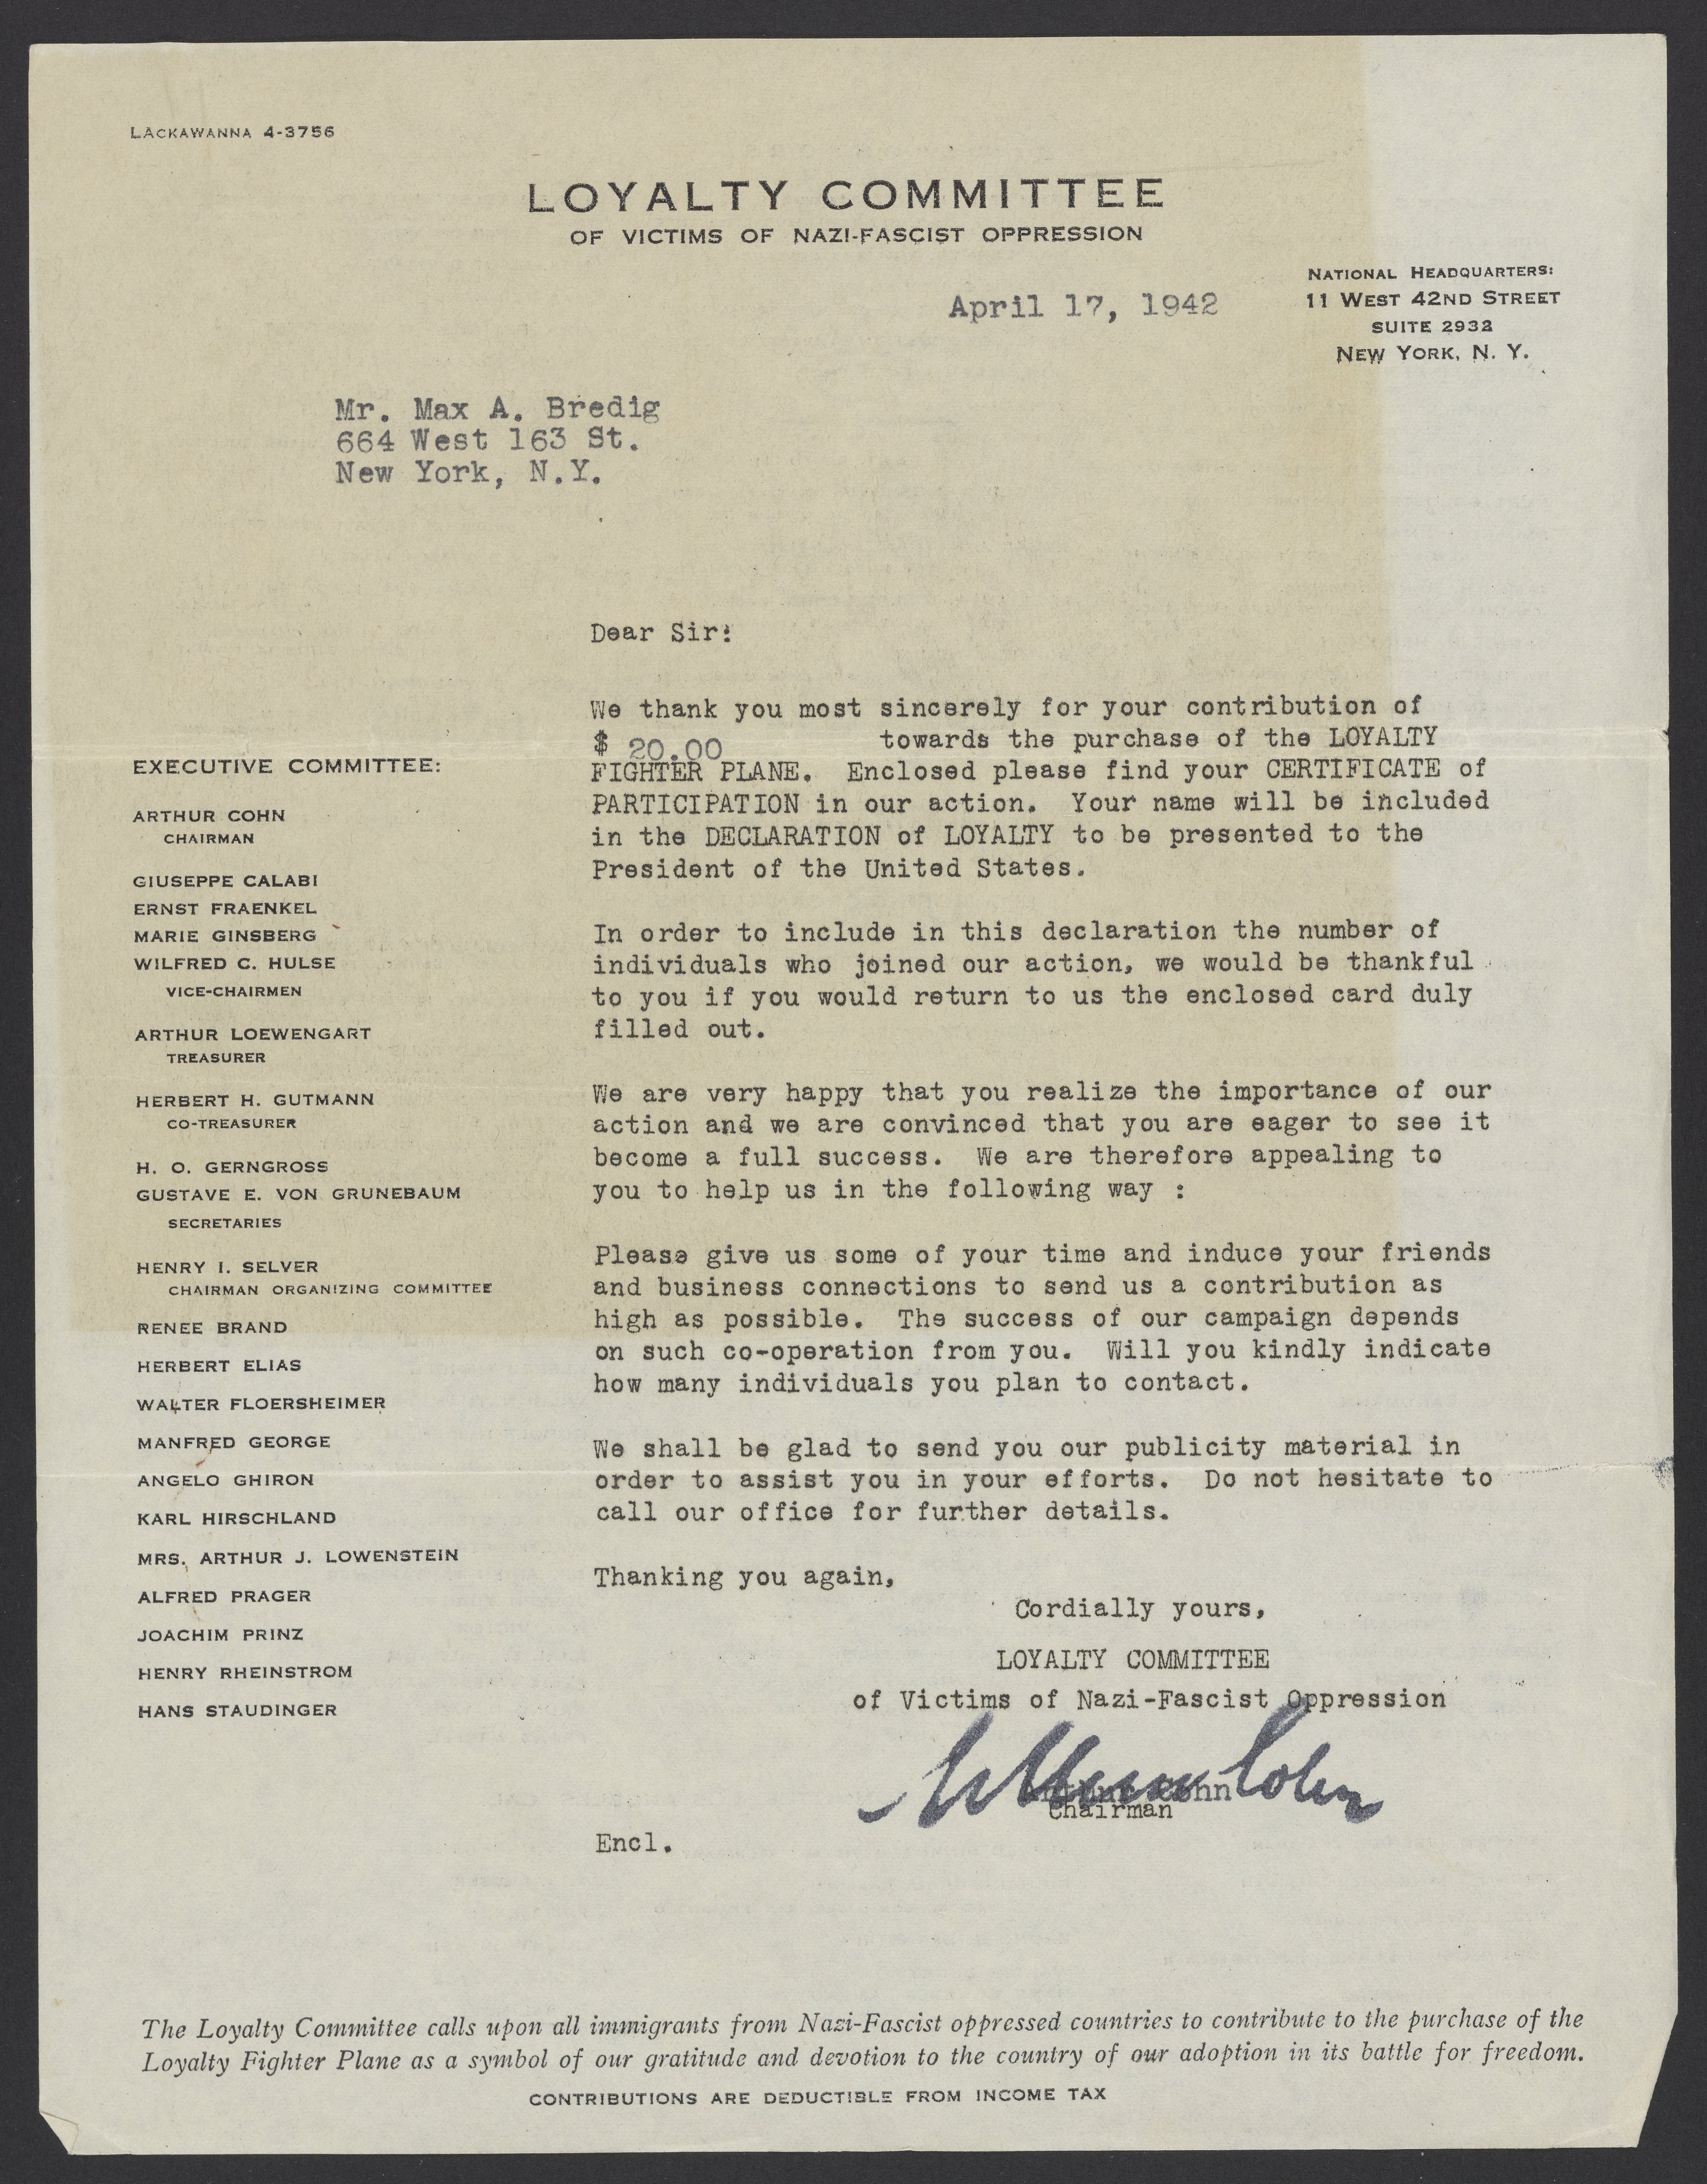 LACKAWANNA 4-3756
LOYALTY COMMITTEE
OF VICTIMS OF NAZI-FASCIST OPPRESSION
NATIONAL HEADQUARTERS:
11 WEST 42ND STREET
SUITE 2932
NEW YORK, N. Y.
April 17, 1942
Mr. Max A. Bredig
664 West 163 St.
New York, N.Y.
Dear Sir:
We thank you most sincerely for your contribution of
$ 20.00 towards the purchase of the LOYALTY
FIGHTER PLANE. Enclosed please find your CERTIFICATE of
PARTICIPATION in our action. Your name will be included
in the DECLARATION of LOYALTY to be presented to the
President of the United States.
In order to include in this declaration the number of
individuals who joined our action, we would be thankful
to you if you would return to us the enclosed card duly
filled out.
We are very happy that you realize the importance of our
action and we are convinced that you are eager to see it
become a full success. We are therefore appealing to
you to help us in the following way :
Please give us some of your time and induce your friends
and business connections to send us a contribution as
high as possible. The success of our campaign depends
on such co-operation from you. Will you kindly indicate
how many individuals you plan to contact.
We shall be glad to send you our publicity material in
order to assist you in your efforts. Do not hesitate to
call our office for further details.
Thanking you again,
Cordially yours,
LOYALTY COMMITTEE
of Victims of Nazi-Fascist Oppression
Arthur Cohn
Arthur Cohn
Chairman
Encl.
EXECUTIVE COMMITTEE:
ARTHUR COHN
CHAIRMAN
GIUSEPPE CALABI
ERNST FRAENKEL
MARIE GINSBERG
WILFRED C. HULSE
VICE-CHAIRMEN
ARTHUR LOEWENGART
TREASURER
HERBERT H. GUTMANN
CO-TREASURER
H. O. GERNGROSS
GUSTAVE E. VON GRUNEBAUM
SECRETARIES
HENRY I. SELVER
CHAIRMAN ORGANIZING COMMITTEE
RENEE BRAND
HERBERT ELIAS
WALTER FLOERSHEIMER
MANFRED GEORGE
ANGELO GHIRON
KARL HIRSCHLAND
MRS. ARTHUR J. LOWENSTEIN
ALFRED PRAGER
JOACHIM PRINZ
HENRY RHEINSTROM
HANS STAUDINGER
The Loyalty Committee calls upon all immigrants from Nazi-Fascist oppressed countries to contribute to the purchase of the
Loyalty Fighter Plane as a symbol of our gratitude and devotion to the country of our adoption in its battle for freedom.
CONTRIBUTIONS ARE DEDUCTIBLE FROM INCOME TAX